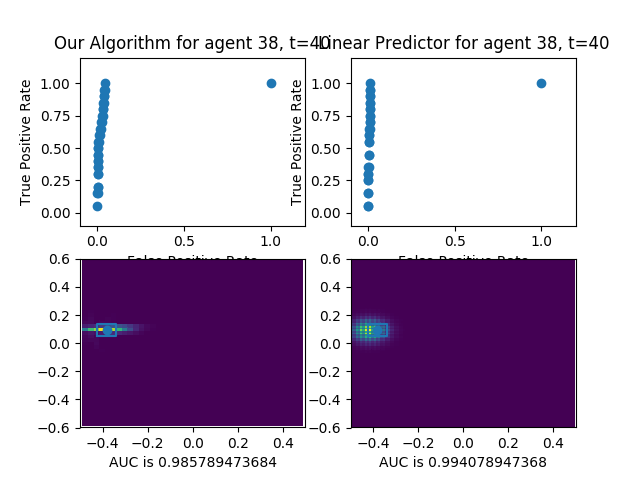 Our Algorithm for agent 38, t=40
Linear Predictor for agent 38, t=40
True Positive Rate
1.00
0.75
0.50
0.25
0.00
0.0 0.5 1.0
False Positive Rate
True Positive Rate
1.00
0.75
0.50
0.25
0.00
0.0 0.5 1.0
False Positive Rate
0.6
0.4
0.2
0.0
−0.2
−0.4
−0.6
−0.4 −0.2 0.0 0.2 0.4
AUC is 0.985789473684
0.6
0.4
0.2
0.0
−0.2
−0.4
−0.6
−0.4 −0.2 0.0 0.2 0.4
AUC is 0.994078947368